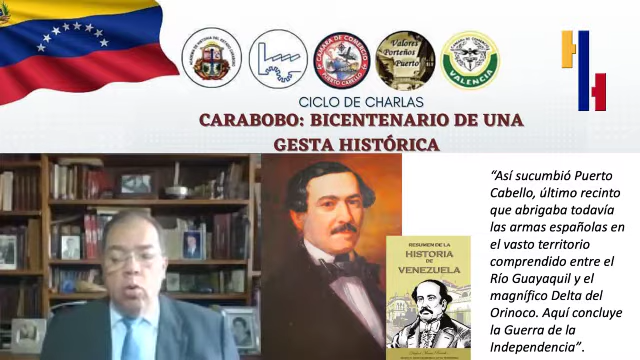 CÁMARA DE COMERCIO
PUERTO CABELLO
Valores
Porteños
Puerto
VALENCIA
CICLO DE CHARLAS
CARABOBO: BICENTENARIO DE UNA
GESTA HISTÓRICA
“Así sucumbió Puerto
Cabello, último recinto
que abrigaba todavía
las armas españolas en
el vasto territorio
comprendido entre el
Río Guayaquil y el
magnífico Delta del
Orinoco. Aquí concluye
la Guerra de la
Independencia”.
RESUMEN DE LA
HISTORIA
DE
VENEZUELA